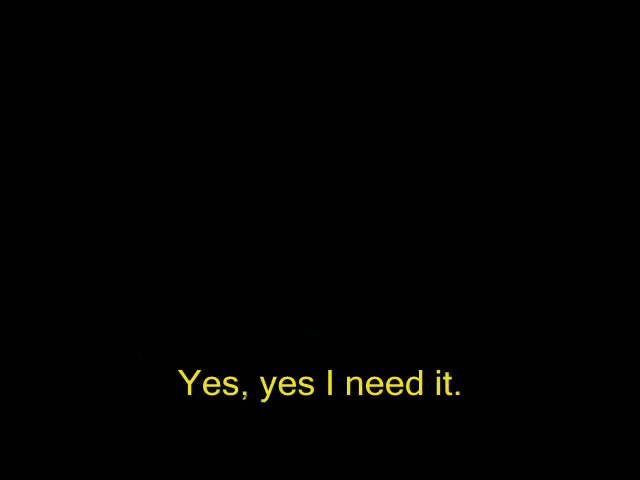 Yes, yes I need it.